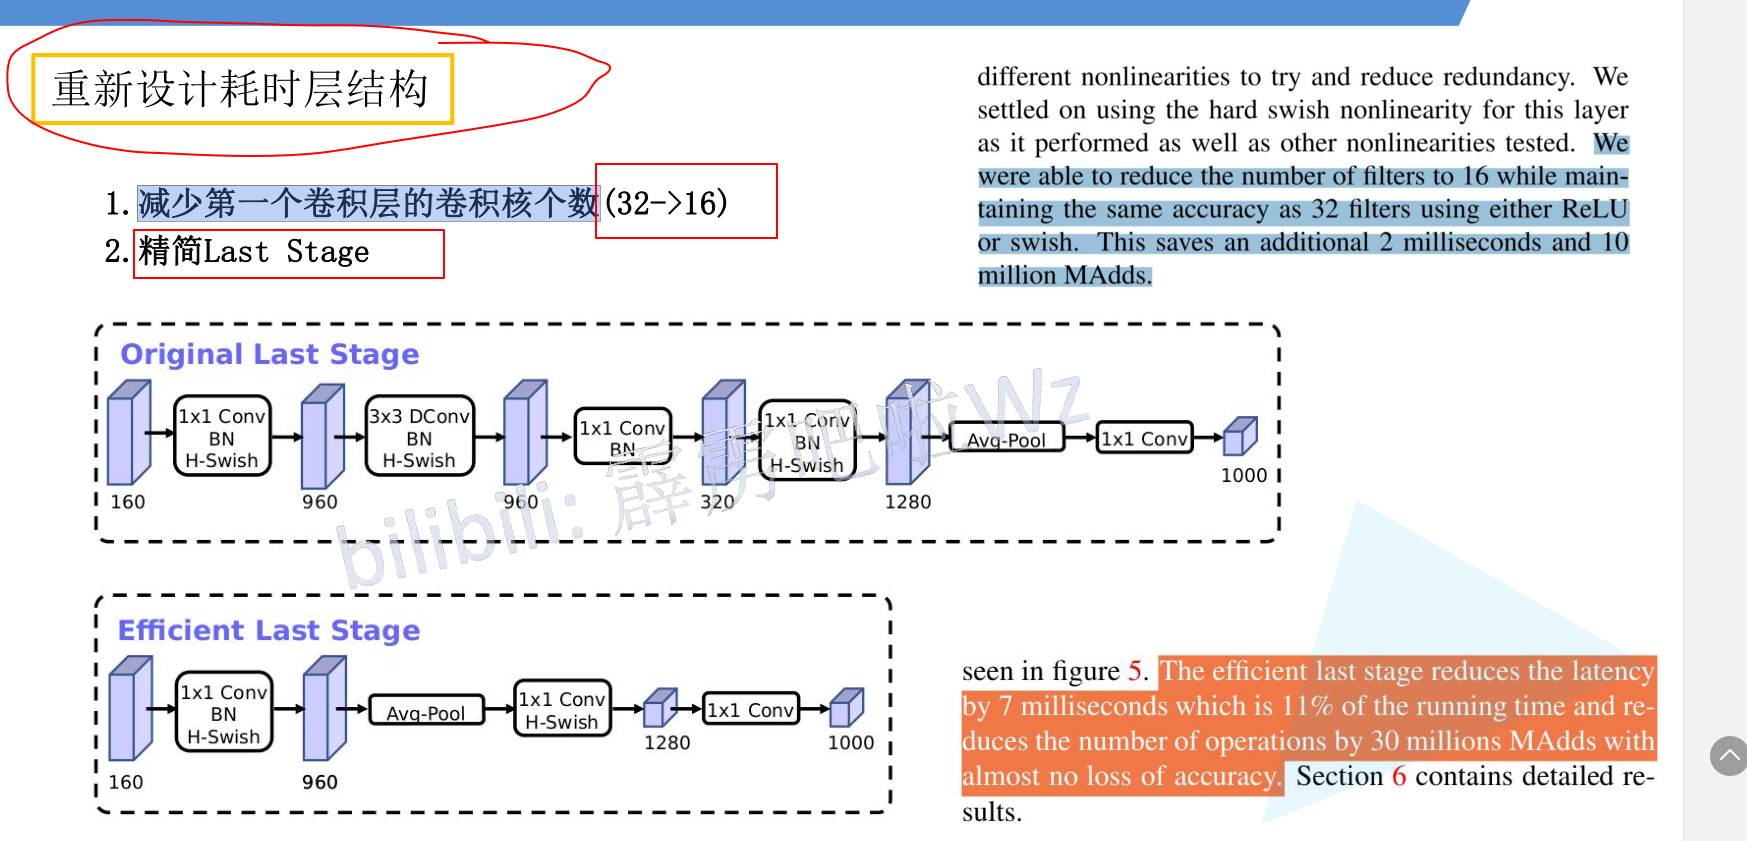 重新设计耗时层结构
1. 减少第一个卷积层的卷积核个数(32->16)
2. 精简Last Stage
different nonlinearities to try and reduce redundancy. We
settled on using the hard swish nonlinearity for this layer
as it performed as well as other nonlinearities tested. We
were able to reduce the number of filters to 16 while main-
taining the same accuracy as 32 filters using either ReLU
or swish. This saves an additional 2 milliseconds and 10
million MAdds.
Original Last Stage
1x1 Conv
BN
H-Swish
3x3 DConv
BN
H-Swish
1x1 Conv
BN
1x1 Conv
BN
H-Swish
Avg-Pool
1x1 Conv
160
960
960
320
1280
1000
bilibili: 霹雳吧啦Wz
Efficient Last Stage
1x1 Conv
BN
H-Swish
Avg-Pool
1x1 Conv
H-Swish
1x1 Conv
160
960
1280
1000
seen in figure 5. The efficient last stage reduces the latency
by 7 milliseconds which is 11% of the running time and re-
duces the number of operations by 30 millions MAdds with
almost no loss of accuracy. Section 6 contains detailed re-
sults.